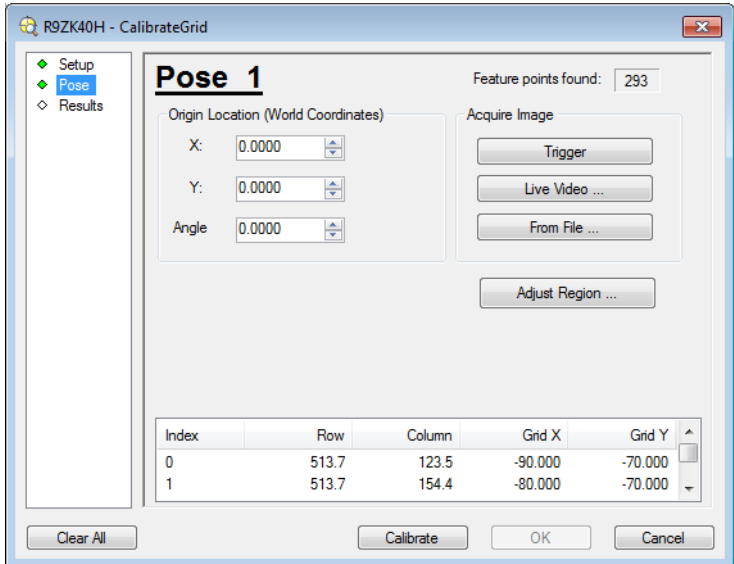 R9ZK40H - CalibrateGrid
Setup
Pose
Results
Pose 1
Feature points found: 293
Origin Location (World Coordinates)
X: 0.0000
Y: 0.0000
Angle 0.0000
Acquire Image
Trigger
Live Video ...
From File ...
Adjust Region ...
Index Row Column Grid X Grid Y
0 513.7 123.5 -90.000 -70.000
1 513.7 154.4 -80.000 -70.000
Clear All Calibrate OK Cancel